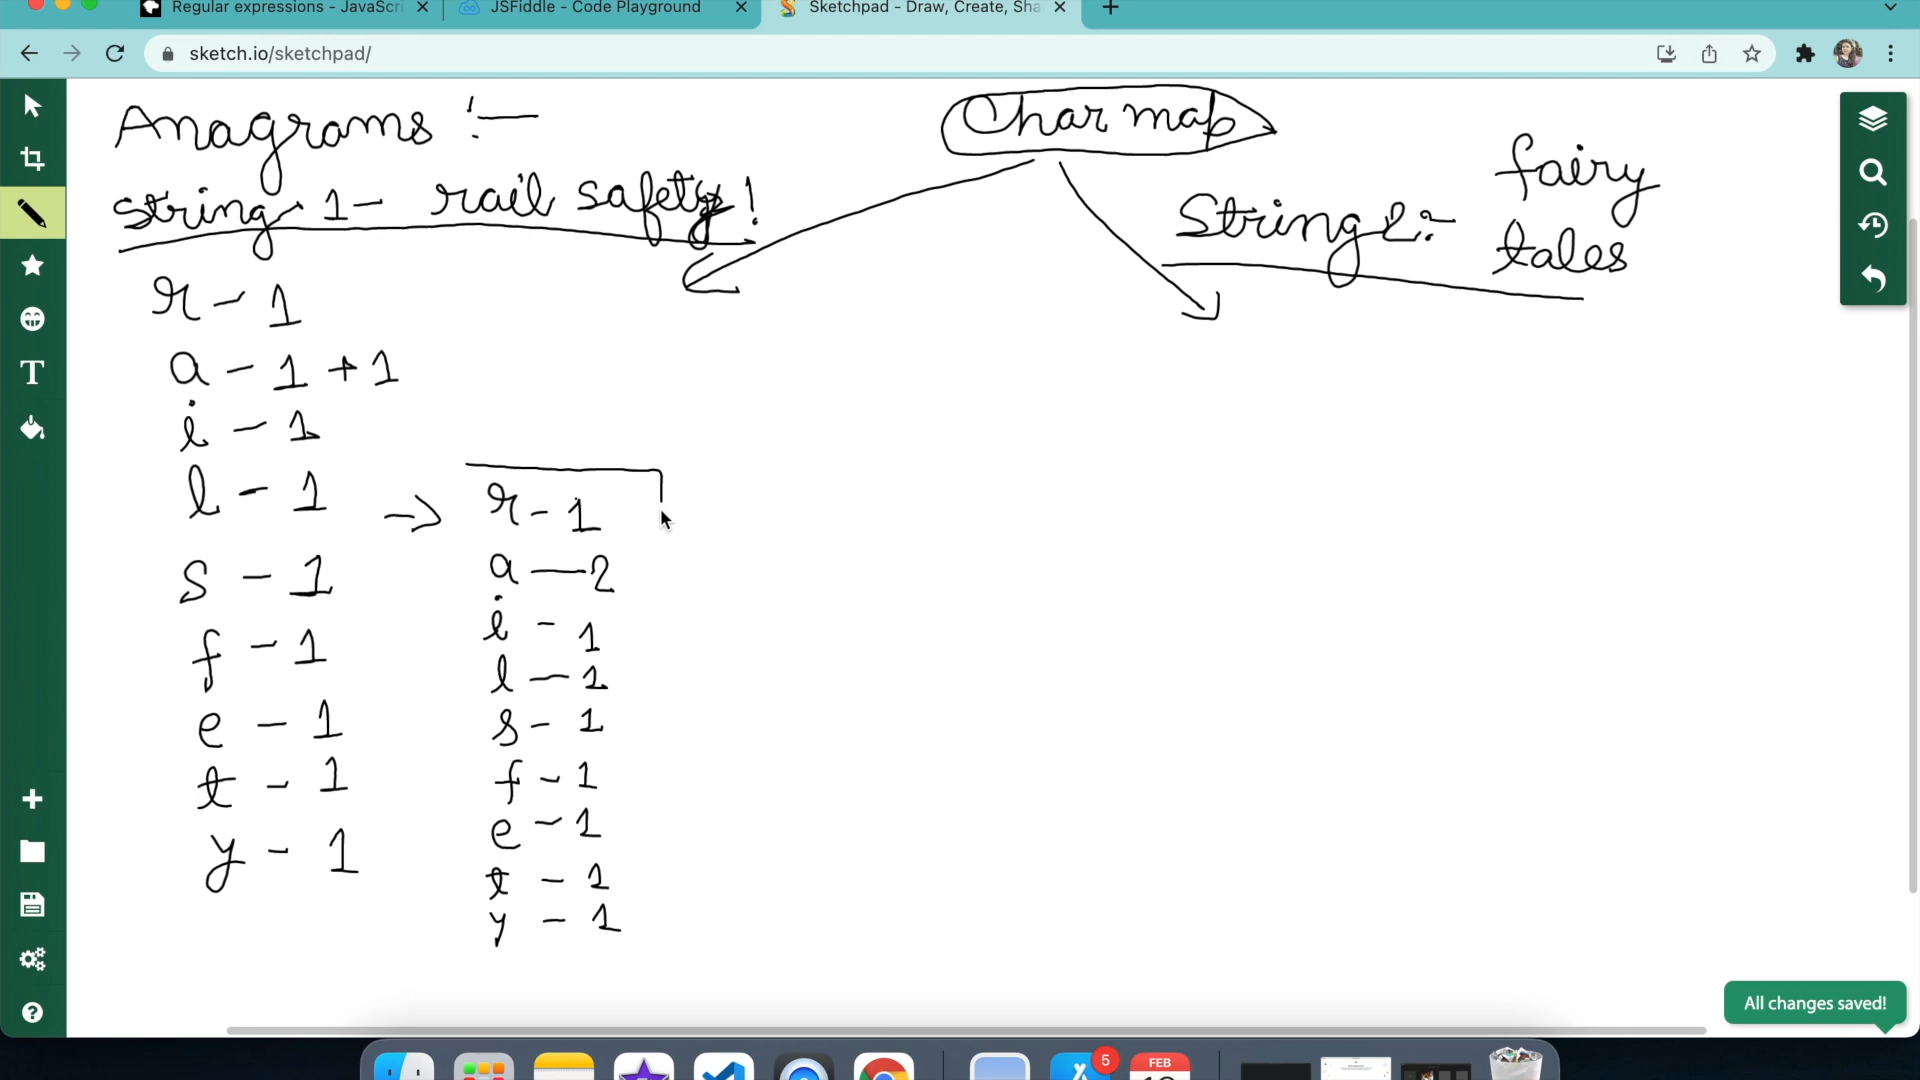 Regular expressions - JavaScri
JSFiddle - Code Playground
Sketchpad - Draw, Create, Sha
sketch.io/sketchpad/
Anagrams :-
string 1- rail safety!
r - 1
a - 1 + 1
i - 1
l - 1
s - 1
f - 1
e - 1
t - 1
y - 1
→ r - 1
a - 2
i - 1
l - 1
s - 1
f - 1
e - 1
t - 1
y - 1
Char map
String 2:- fairy
tales
T
All changes saved!
5
FEB